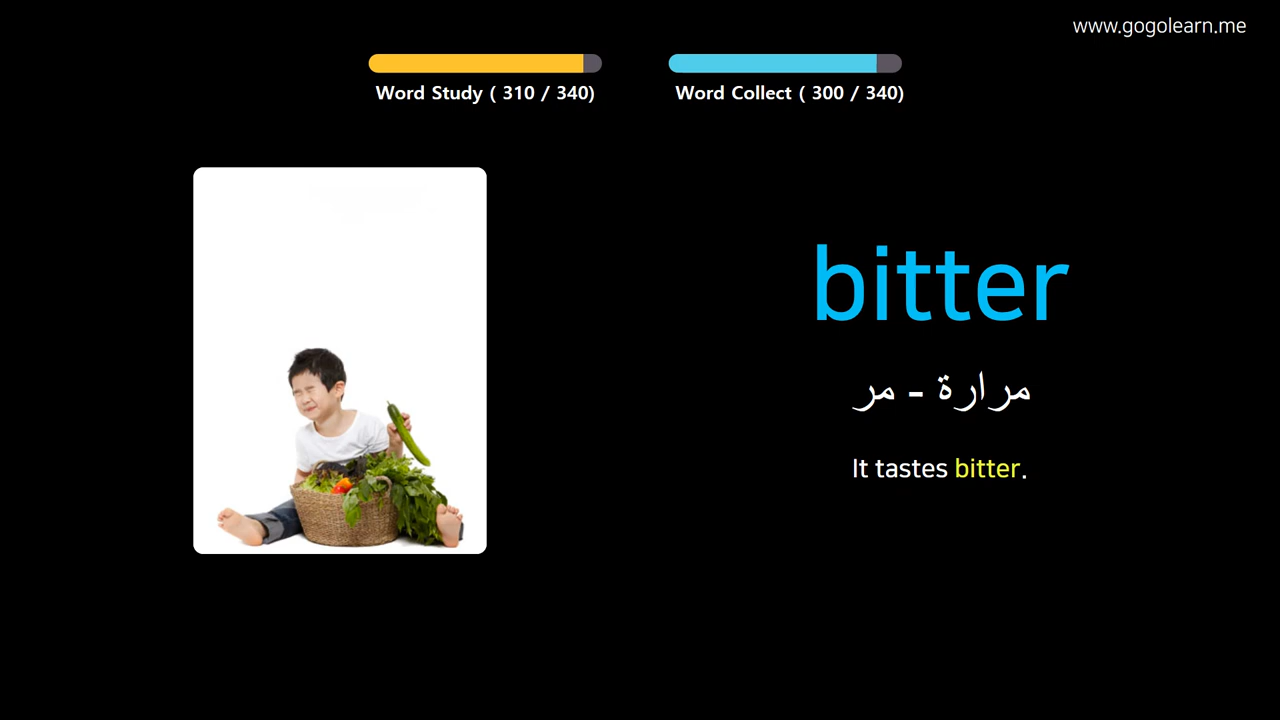 www.gogolearn.me
Word Study ( 310 / 340)
Word Collect ( 300 / 340)
bitter
مرارة - مر
It tastes bitter.